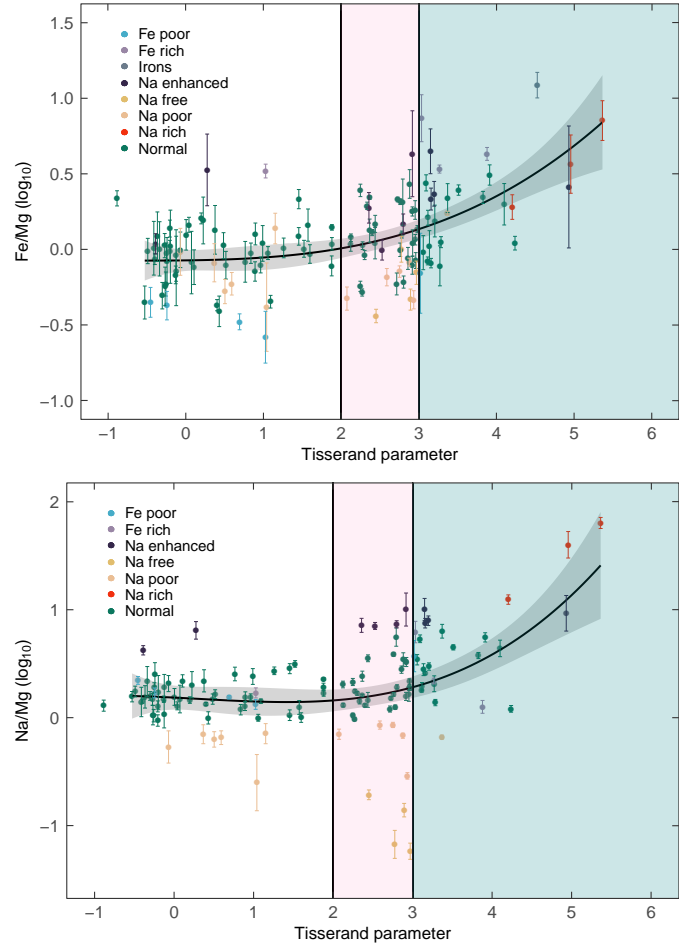 Fe/Mg (log10)
1.5
1.0
0.5
0.0
−0.5
−1.0
Fe poor
Fe rich
Irons
Na enhanced
Na free
Na poor
Na rich
Normal
−1 0 1 2 3 4 5 6
Tisserand parameter
Na/Mg (log10)
2
1
0
−1
Fe poor
Fe rich
Na enhanced
Na free
Na poor
Na rich
Normal
−1 0 1 2 3 4 5 6
Tisserand parameter